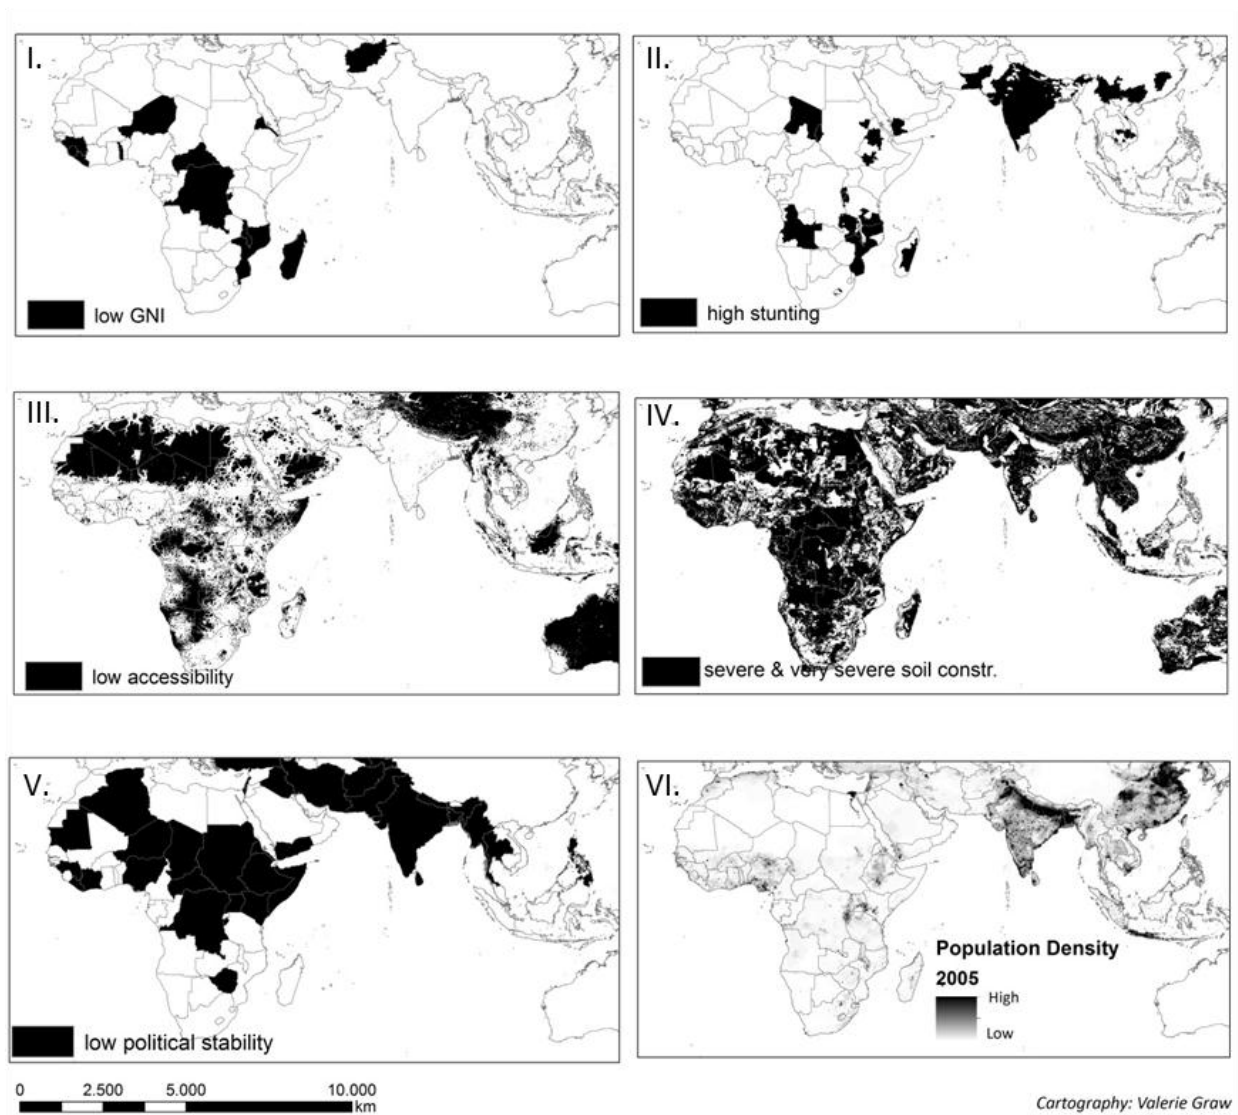 I.
low GNI
II.
high stunting
III.
low accessibility
IV.
severe & very severe soil constr.
V.
low political stability
VI.
Population Density
2005
High
Low
0 2.500 5.000 10.000
km
Cartography: Valerie Graw